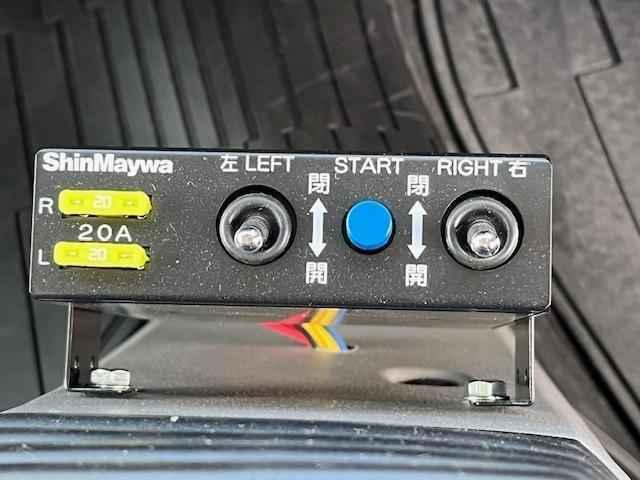 ShinMaywa
左 LEFT
START
RIGHT 右
R
20
20A
L
20
閉
開
閉
開